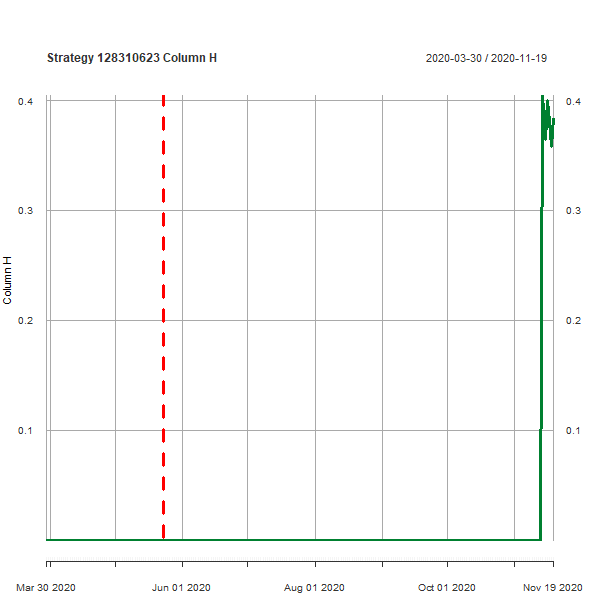 Strategy 128310623 Column H
2020-03-30 / 2020-11-19
0.4
0.4
0.3
0.3
Column H
0.2
0.2
0.1
0.1
Mar 30 2020
Jun 01 2020
Aug 01 2020
Oct 01 2020
Nov 19 2020